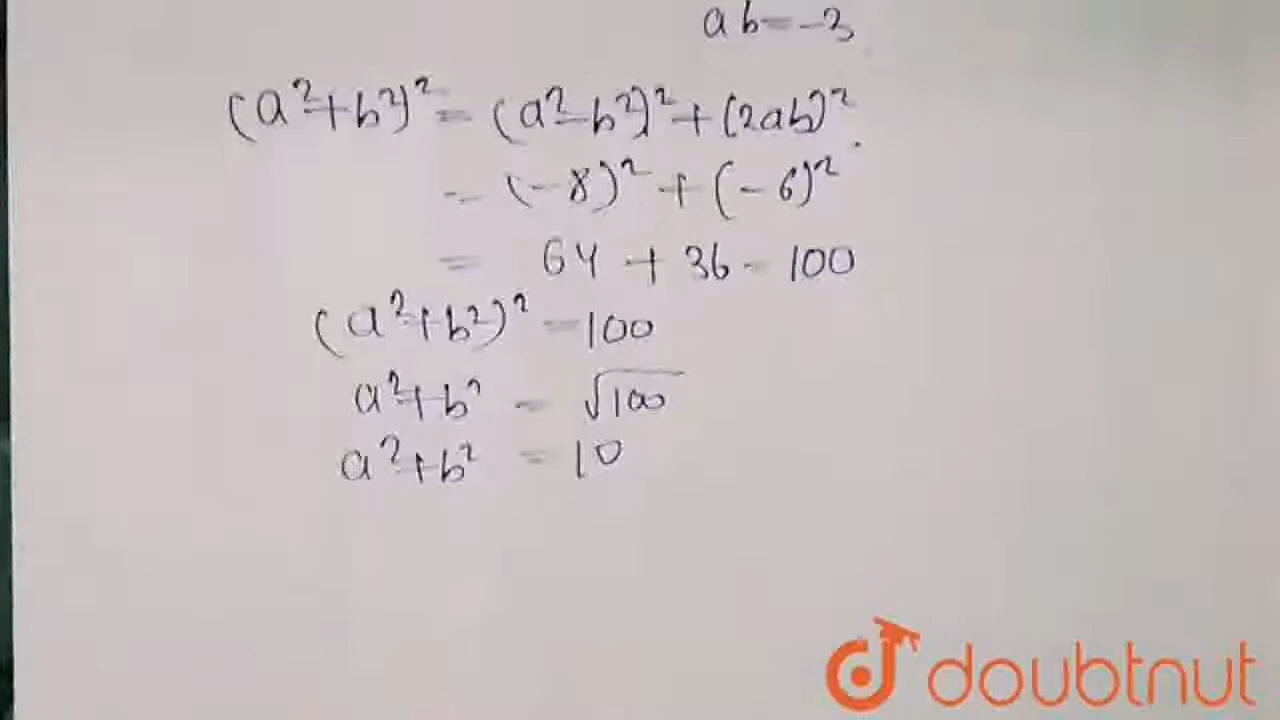 ab=-3
(a²+b²)² = (a²-b²)²+(2ab)²
= (-8)²+(-6)²
= 64+36=100
(a²+b²)²=100
a²+b² = √100
a²+b² =10
doubtnut